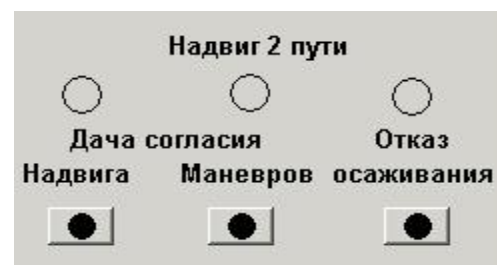 Надвиг 2 пути
Дача согласия Отказ
Надвига Маневров осаживания